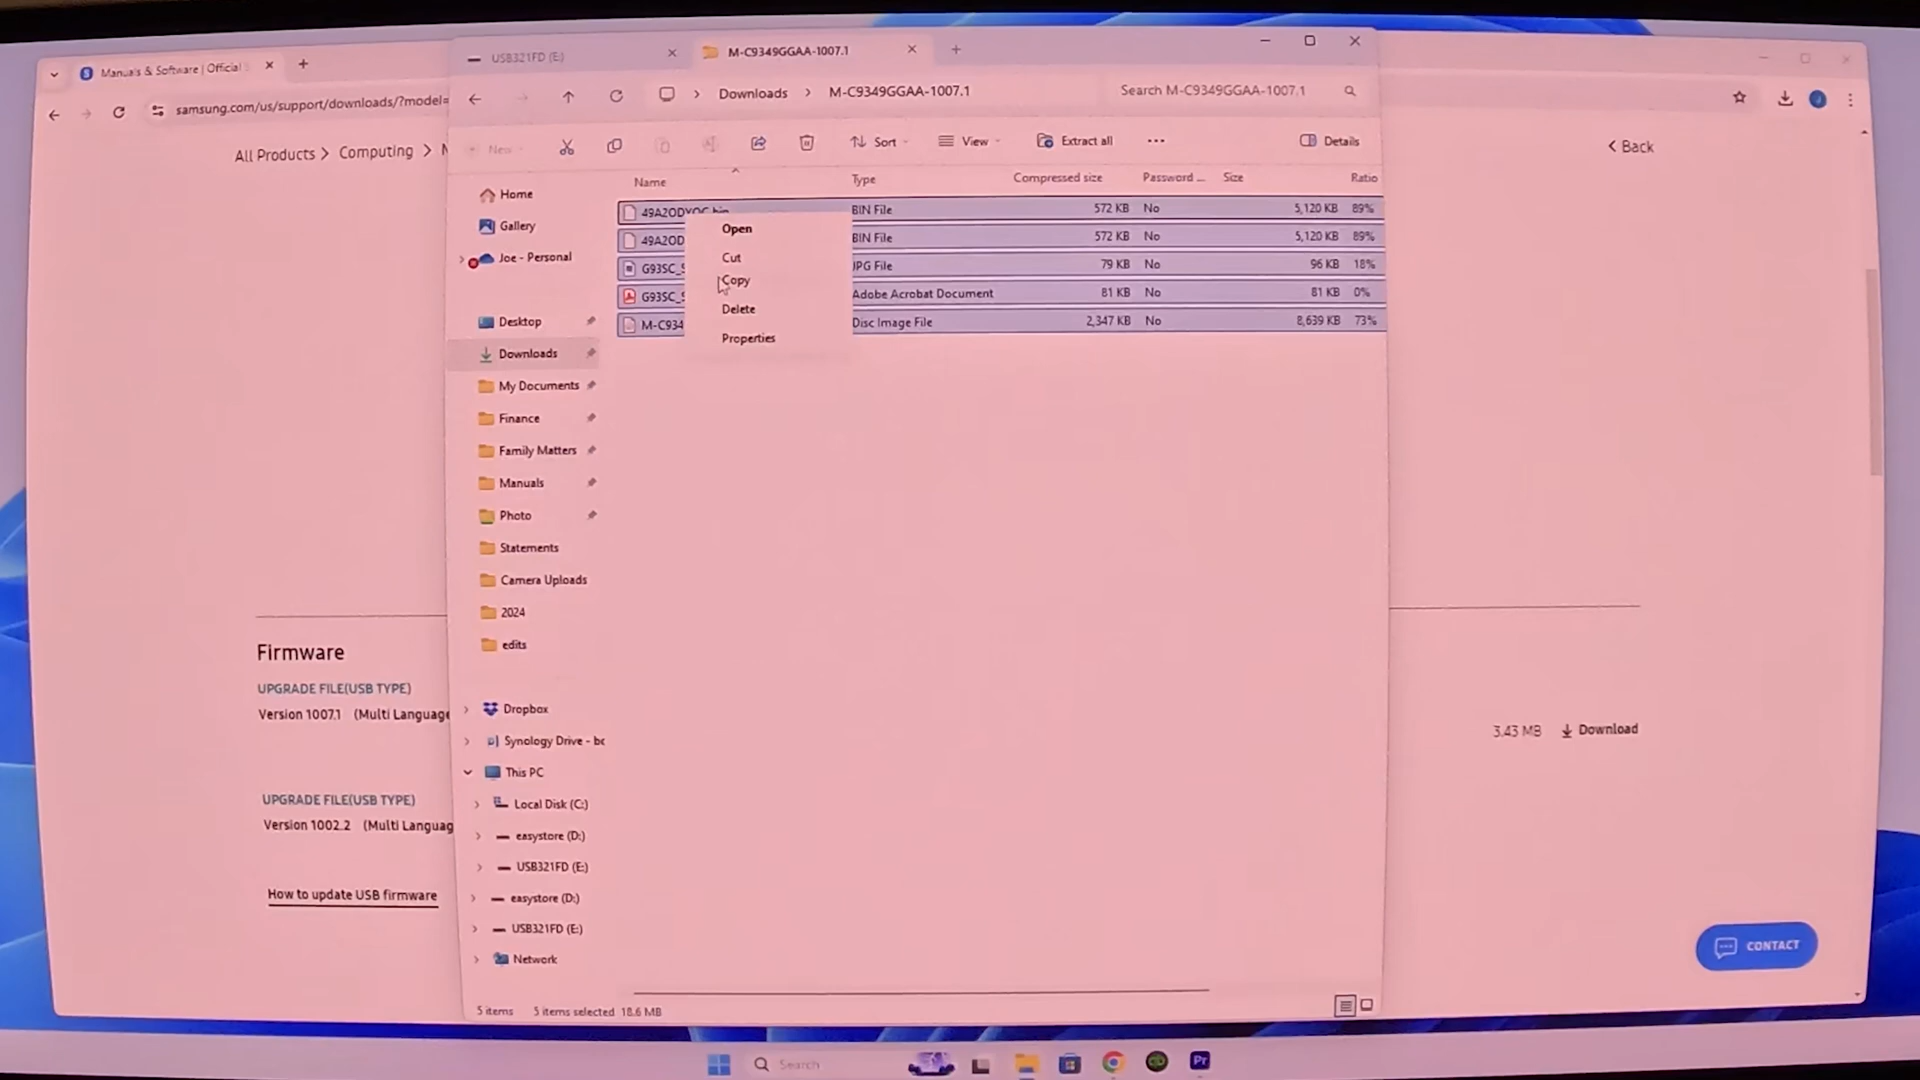 Manuals & Software | Official S
samsung.com/us/support/downloads/?model=
All Products > Computing > M
< Back
USB321FD (E:)
M-C9349GGAA-1007.1
> Downloads > M-C9349GGAA-1007.1
Search M-C9349GGAA-1007.1
New
Sort
View
Extract all
Details
Name Type Compressed size Password ... Size Ratio
BIN File 572 KB No 5,120 KB 89%
49A2OD BIN File 572 KB No 5,120 KB 89%
G93SC_S JPG File 79 KB No 96 KB 18%
G93SC_S Adobe Acrobat Document 81 KB No 81 KB 0%
M-C934 Disc Image File 2,347 KB No 8,639 KB 73%
Open
Cut
Copy
Delete
Properties
Home
Gallery
Joe - Personal
Desktop
Downloads
My Documents
Finance
Family Matters
Manuals
Photo
Statements
Camera Uploads
2024
edits
Dropbox
Synology Drive - bc
This PC
Local Disk (C:)
easystore (D:)
USB321FD (E:)
easystore (D:)
USB321FD (E:)
Network
5 items 5 items selected 18.6 MB
Firmware
UPGRADE FILE(USB TYPE)
Version 1007.1 (Multi Language
3.43 MB Download
UPGRADE FILE(USB TYPE)
Version 1002.2 (Multi Languag
How to update USB firmware
CONTACT
Search
Pr